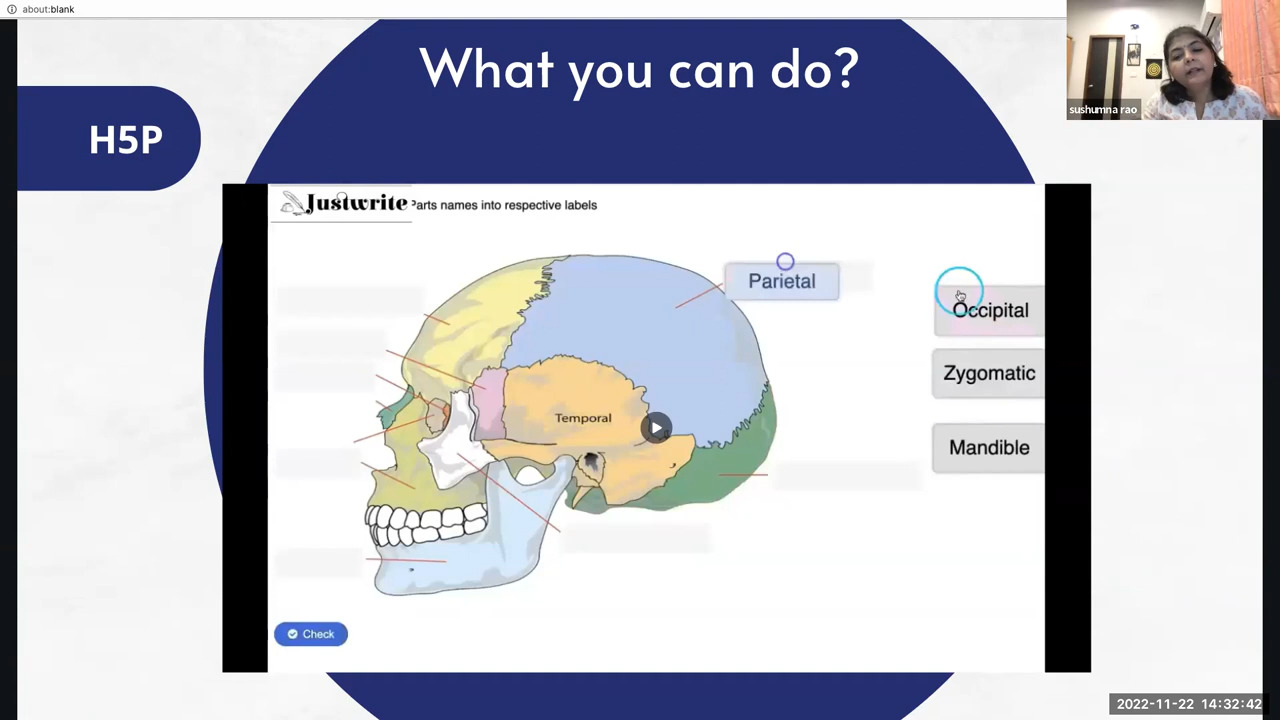 about:blank
What you can do?
sushumna rao
H5P
Justwrite Parts names into respective labels
Parietal
Occipital
Zygomatic
Temporal
Mandible
Check
2022-11-22 14:32:42